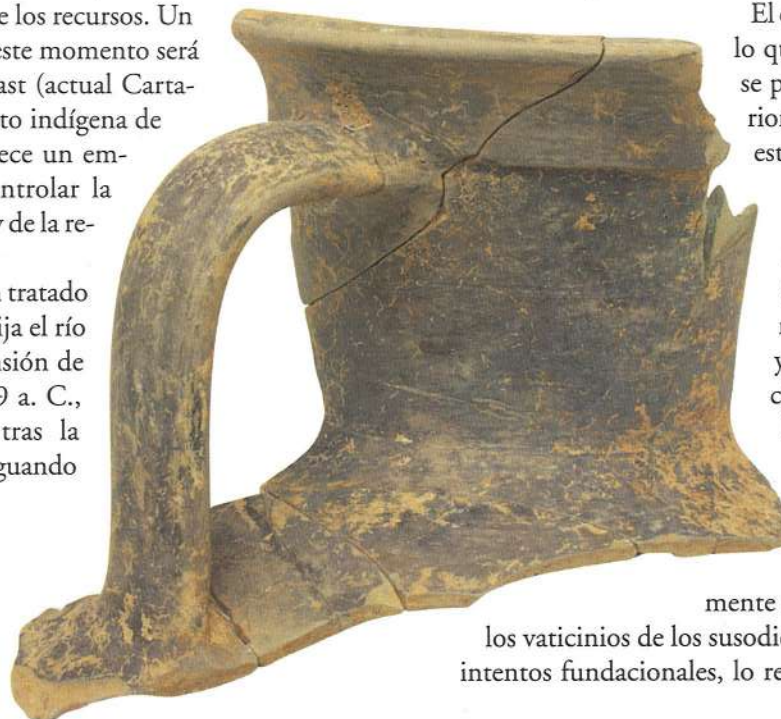 e los recursos. Un
este momento será
ast (actual Carta-
to indígena de
ece un em-
ontrolar la
y de la re-
tratado
ija el río
sión de
9 a. C.,
tras la
guando
El
lo qu
se p
rion
est
y
c
mente
los vaticinios de los susodic
intentos fundacionales, lo re